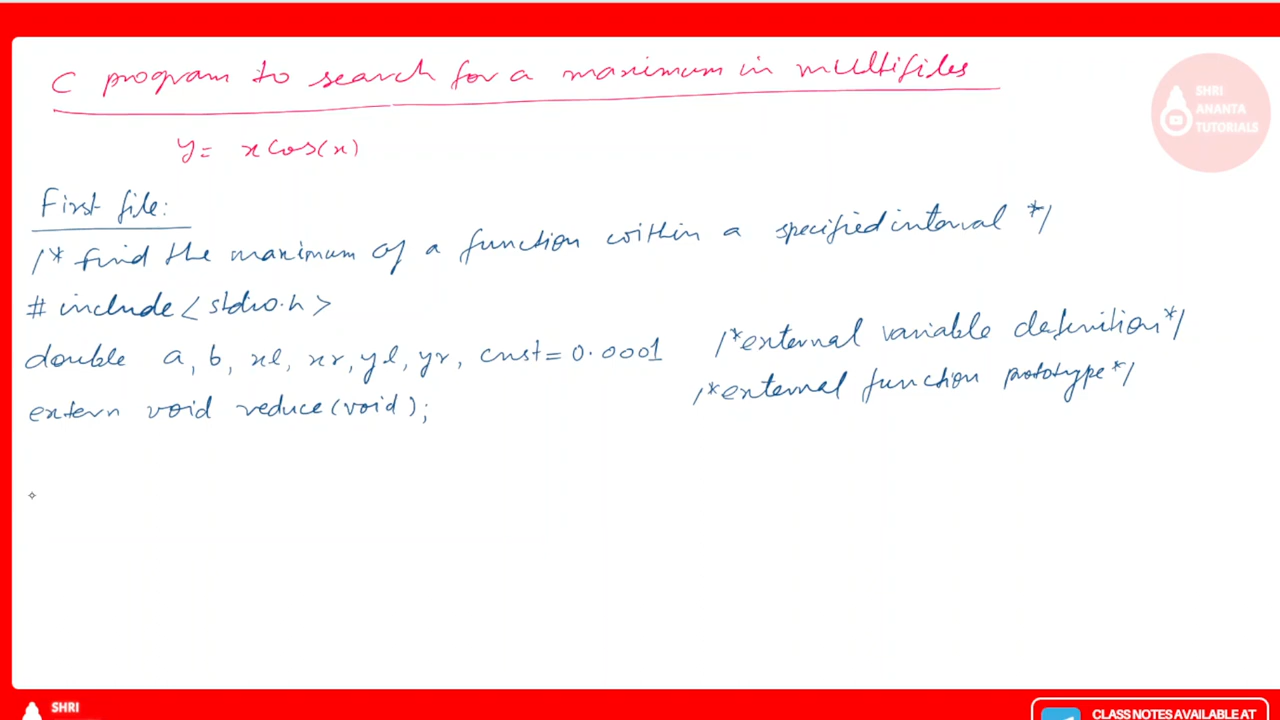 C program to search for a maximum in multifiles
SHRI
ANANTA
TUTORIALS
y= xcos(x)
First file:
/* find the maximum of a function within a specified interval */
# include < stdio.h >
double a, b, xl, xr, yl, yr, cnst = 0.0001 /*external variable definition*/
extern void reduce(void); /*external function prototype*/
SHRI
CLASS NOTES AVAILABLE AT